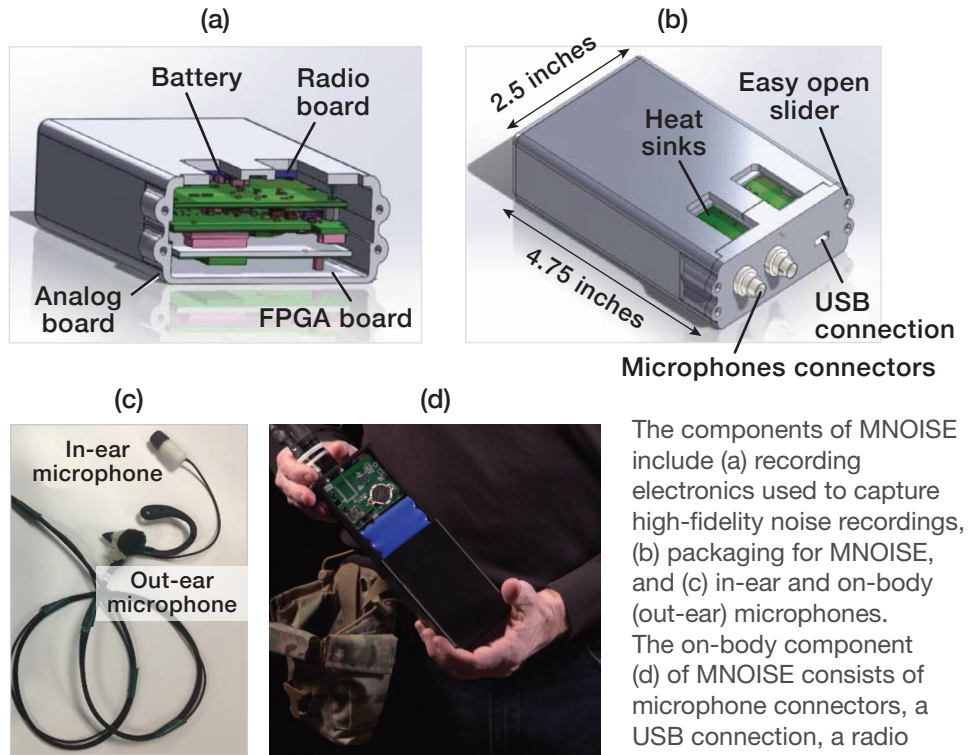 (a)
Battery
Radio
board
Analog
board
FPGA board
(b)
2.5 inches
Easy open
slider
Heat
sinks
4.75 inches
USB
connection
Microphones connectors
(c)
In-ear
microphone
Out-ear
microphone
(d)
The components of MNOISE
include (a) recording
electronics used to capture
high-fidelity noise recordings,
(b) packaging for MNOISE,
and (c) in-ear and on-body
(out-ear) microphones.
The on-body component
(d) of MNOISE consists of
microphone connectors, a
USB connection, a radio